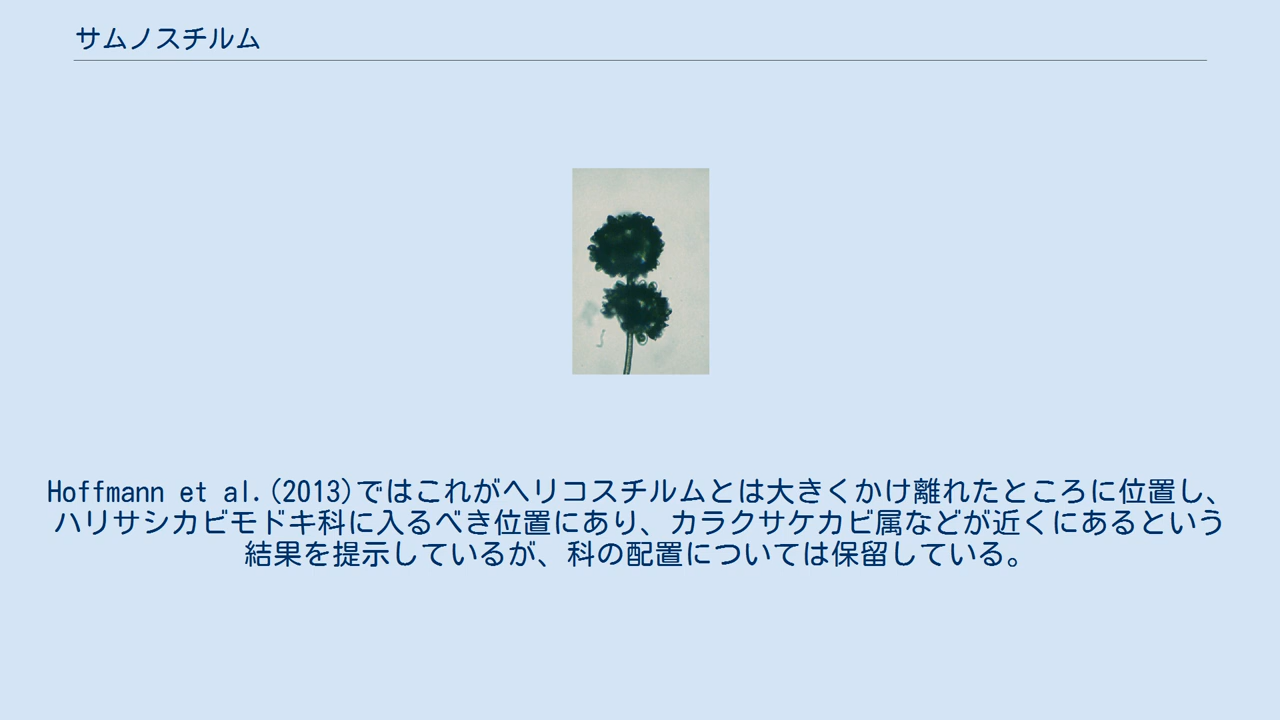 サムノスチルム
Hoffmann et al.(2013)ではこれがヘリコスチルムとは大きくかけ離れたところに位置し、
ハリサシカビモドキ科に入るべき位置にあり、カラクサケカビ属などが近くにあるという
結果を提示しているが、科の配置については保留している。